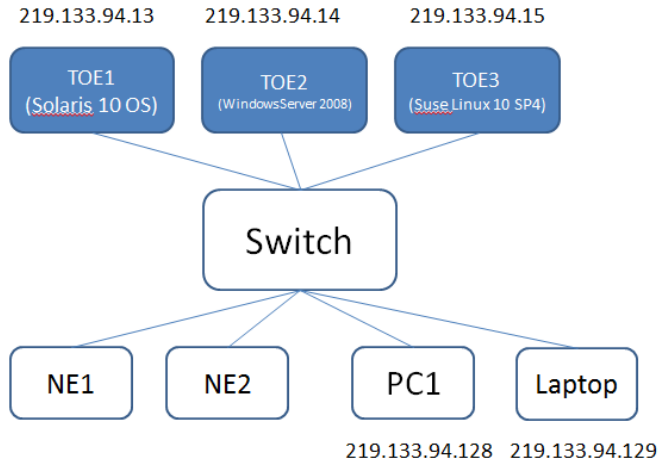 219.133.94.13
219.133.94.14
219.133.94.15
TOE1
(Solaris 10 OS)
TOE2
(WindowsServer 2008)
TOE3
(Suse Linux 10 SP4)
Switch
NE1
NE2
PC1
Laptop
219.133.94.128
219.133.94.129